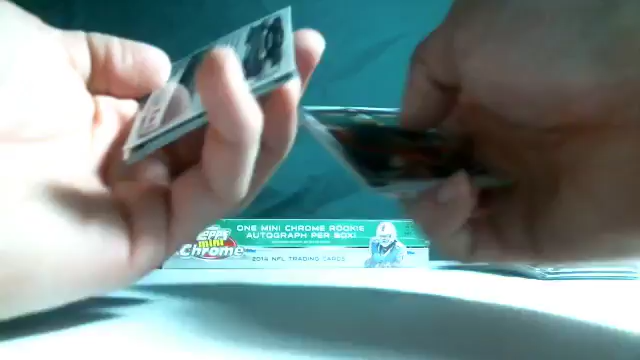 ONE MINI CHROME ROOKIE
AUTOGRAPH PER BOX!
Topps
mini
Chrome
2014 NFL TRADING CARDS